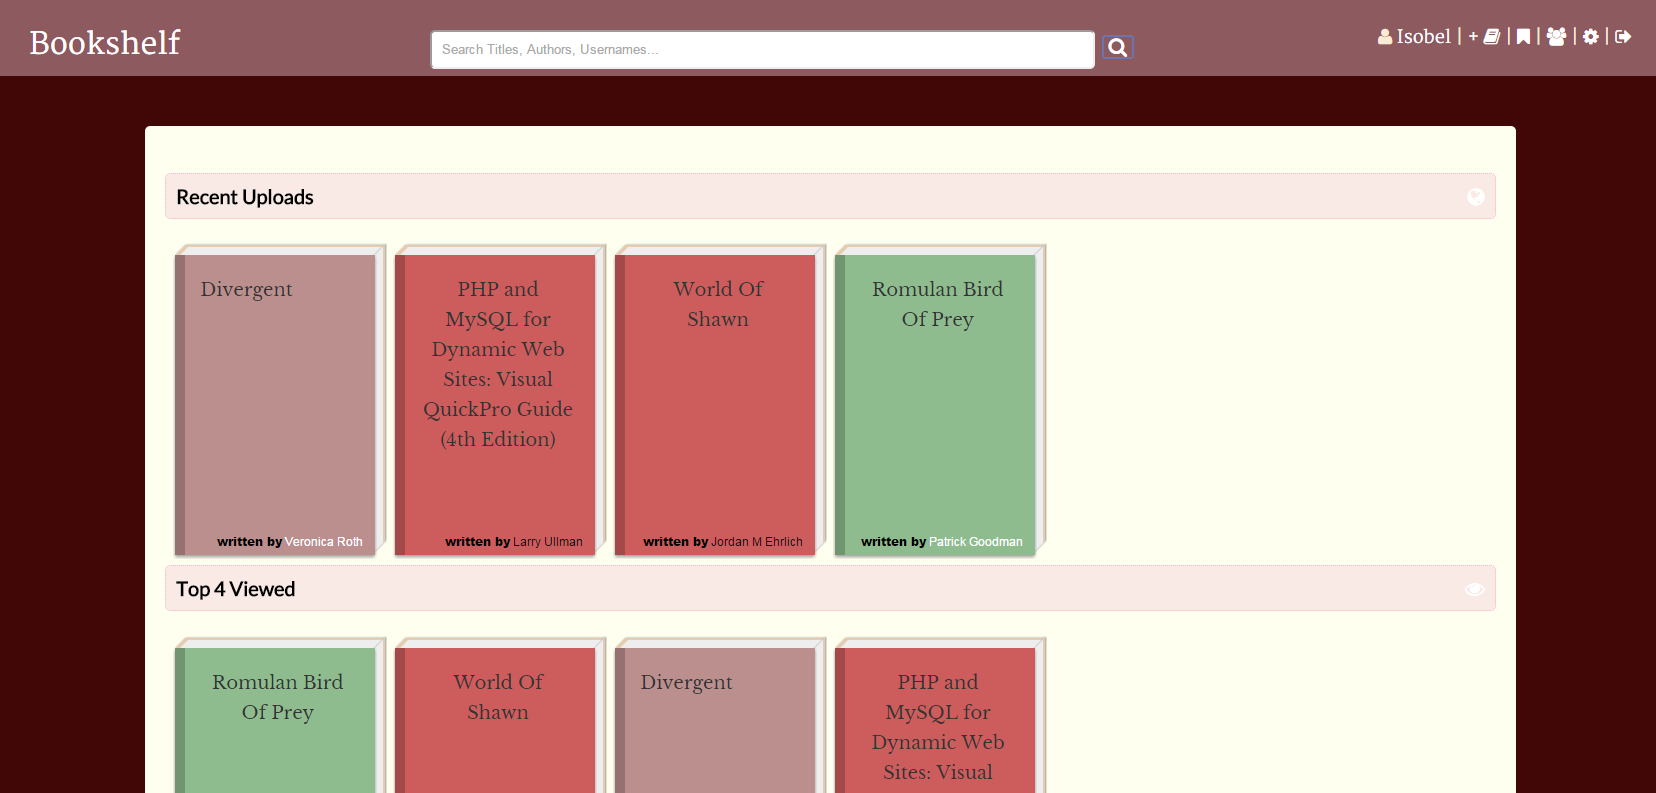 Bookshelf
Search Titles, Authors, Usernames...
Isobel | + | | | |
Recent Uploads
Divergent
written by Veronica Roth
PHP and
MySQL for
Dynamic Web
Sites: Visual
QuickPro Guide
(4th Edition)
written by Larry Ullman
World Of
Shawn
written by Jordan M Ehrlich
Romulan Bird
Of Prey
written by Patrick Goodman
Top 4 Viewed
Romulan Bird
Of Prey
World Of
Shawn
Divergent
PHP and
MySQL for
Dynamic Web
Sites: Visual